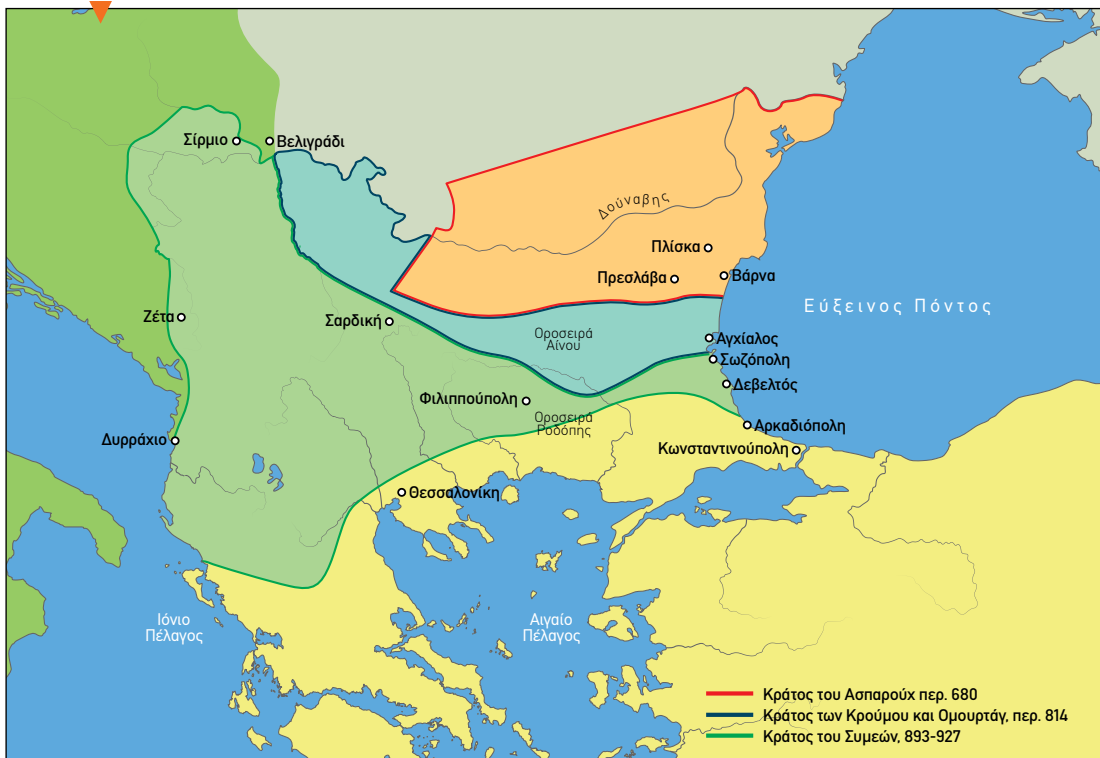 Σίρμιο
Βελιγράδι
Δούναβης
Πλίσκα
Πρεσλάβα
Βάρνα
Εύξεινος Πόντος
Ζέτα
Σαρδική
Οροσειρά
Αίνου
Αγχίαλος
Σωζόπολη
Δεβελτός
Φιλιππούπολη
Οροσειρά
Ροδόπης
Αρκαδιόπολη
Δυρράχιο
Κωνσταντινούπολη
Θεσσαλονίκη
Ιόνιο
Πέλαγος
Αιγαίο
Πέλαγος
Κράτος του Ασπαρούχ περ. 680
Κράτος των Κρούμου και Ομουρτάγ, περ. 814
Κράτος του Συμεών, 893-927